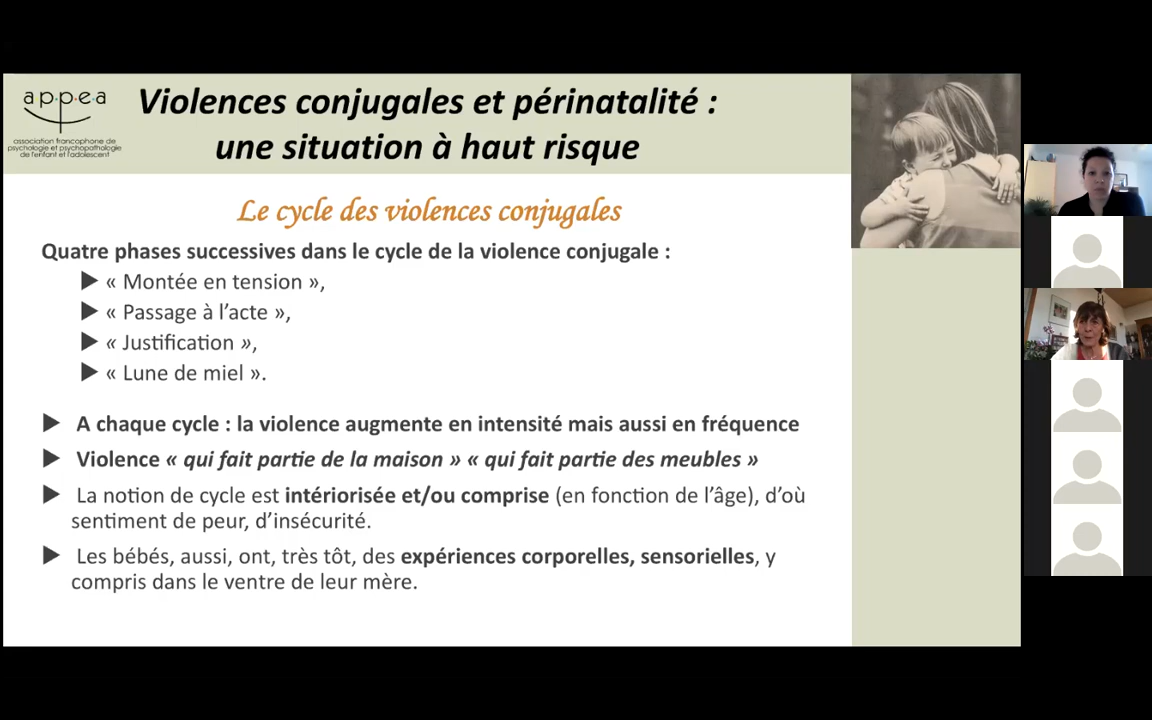 appea
association francophone de
psychologie et psychopathologie
de l'enfant et l'adolescent
Violences conjugales et périnatalité :
une situation à haut risque
Le cycle des violences conjugales
Quatre phases successives dans le cycle de la violence conjugale :
▶ « Montée en tension »,
▶ « Passage à l’acte »,
▶ « Justification »,
▶ « Lune de miel ».
▶ A chaque cycle : la violence augmente en intensité mais aussi en fréquence
▶ Violence « qui fait partie de la maison » « qui fait partie des meubles »
▶ La notion de cycle est intériorisée et/ou comprise (en fonction de l’âge), d’où
sentiment de peur, d’insécurité.
▶ Les bébés, aussi, ont, très tôt, des expériences corporelles, sensorielles, y
compris dans le ventre de leur mère.